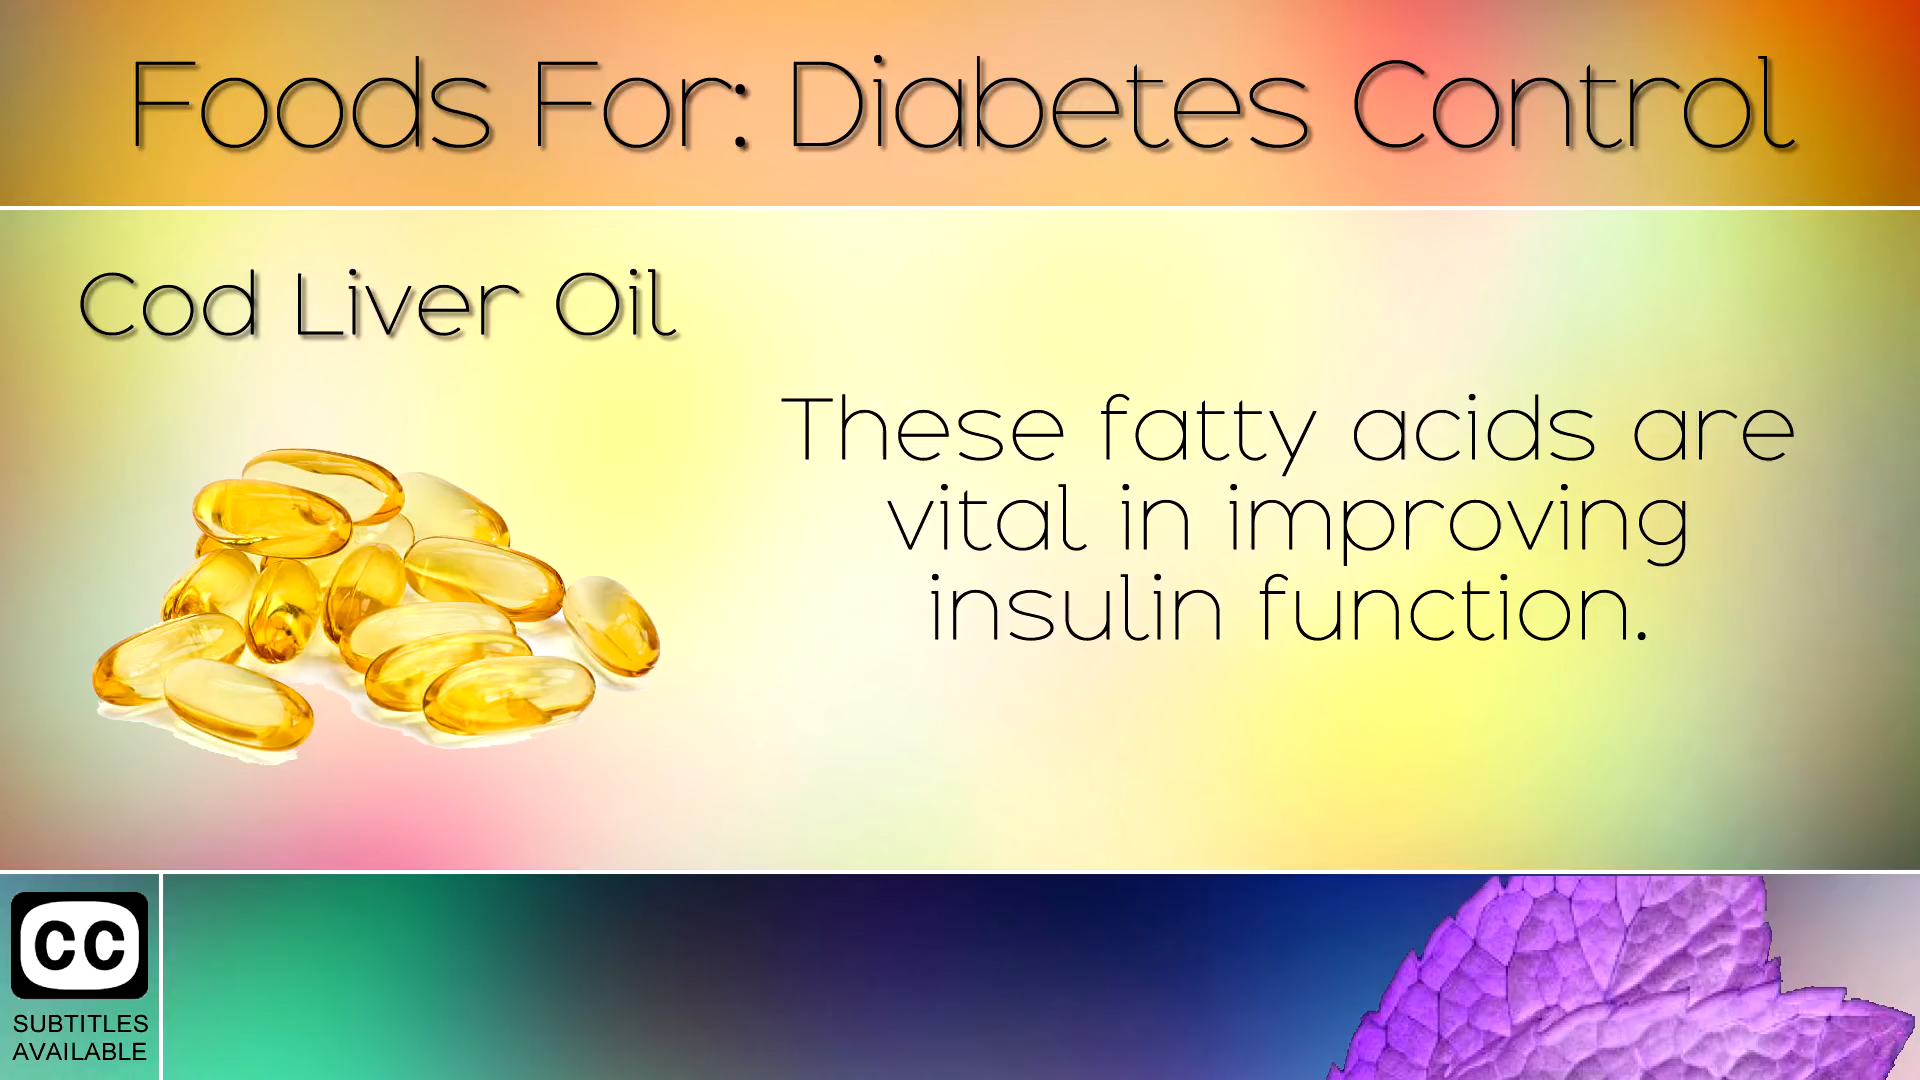 Foods For: Diabetes Control
Cod Liver Oil
These fatty acids are
vital in improving
insulin function.
CC
SUBTITLES
AVAILABLE